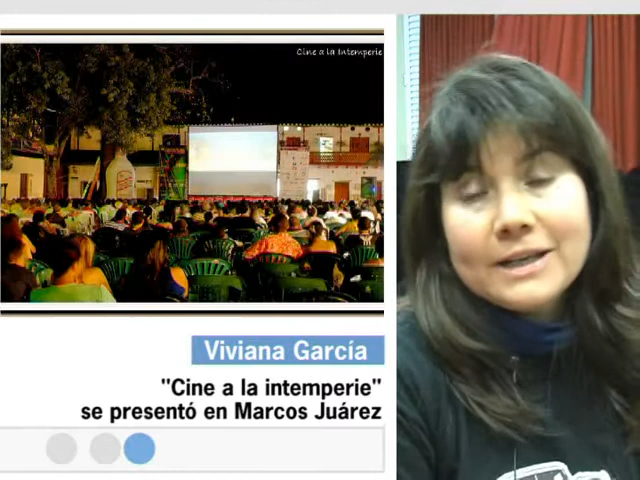 Cine a la Intemperie
Viviana García
"Cine a la intemperie"
se presentó en Marcos Juárez